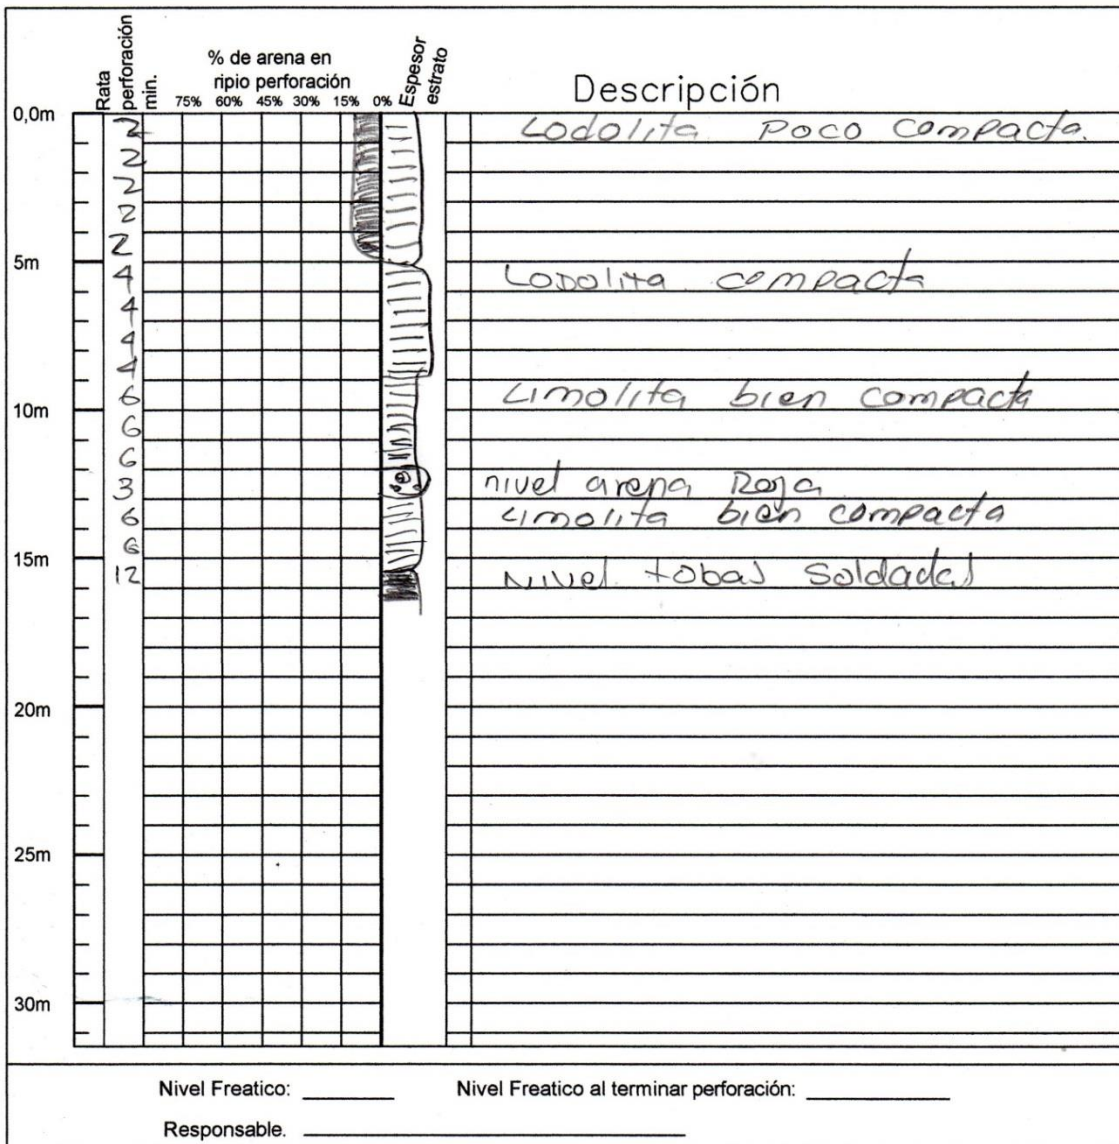 Rata perforación min.
% de arena en ripio perforación
75% 60% 45% 30% 15% 0%
Espesor estrato
Descripción
0,0m
2 Lodolita Poco compacta.
2
2
2
2
5m
4 Lodolita compacta
4
4
4
6 Limolita bien compacta
10m
6
6
3 nivel arena Roja
6 Limolita bien compacta
6
15m
12 Nivel tobas Soldadas
20m
25m
30m
Nivel Freatico: Nivel Freatico al terminar perforación:
Responsable.